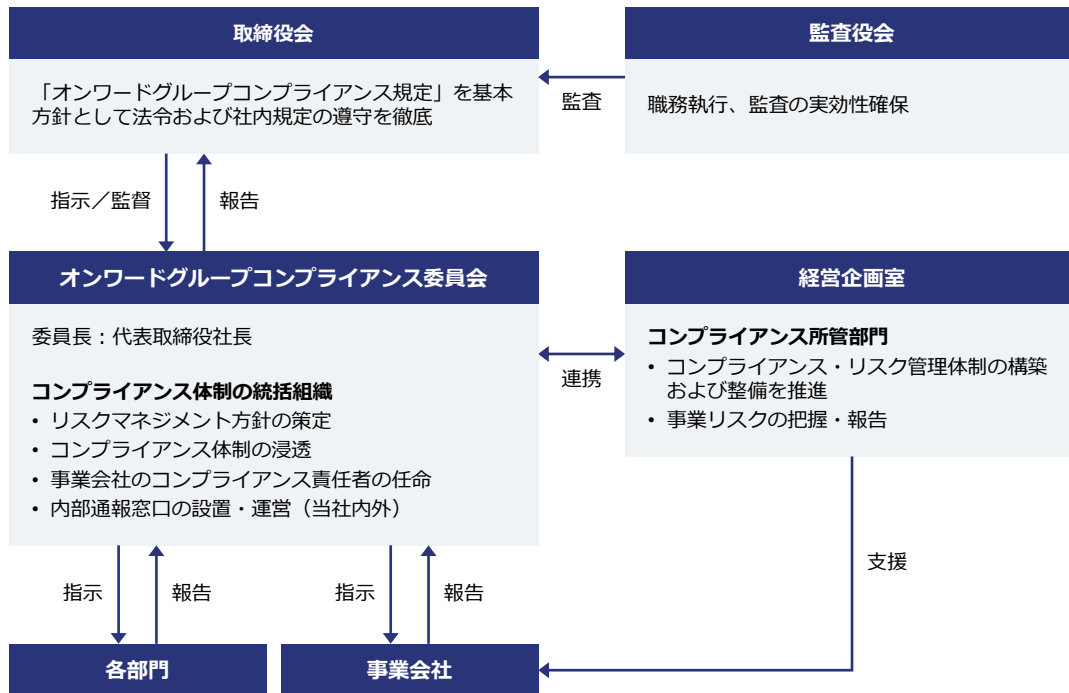 取締役会
「オンワードグループコンプライアンス規定」を基本
方針として法令および社内規定の遵守を徹底
監査
監査役会
職務執行、監査の実効性確保
指示／監督
報告
オンワードグループコンプライアンス委員会
委員長：代表取締役社長
コンプライアンス体制の統括組織
• リスクマネジメント方針の策定
• コンプライアンス体制の浸透
• 事業会社のコンプライアンス責任者の任命
• 内部通報窓口の設置・運営（当社内外）
連携
経営企画室
コンプライアンス所管部門
• コンプライアンス・リスク管理体制の構築
および整備を推進
• 事業リスクの把握・報告
指示
報告
指示
報告
支援
各部門
事業会社